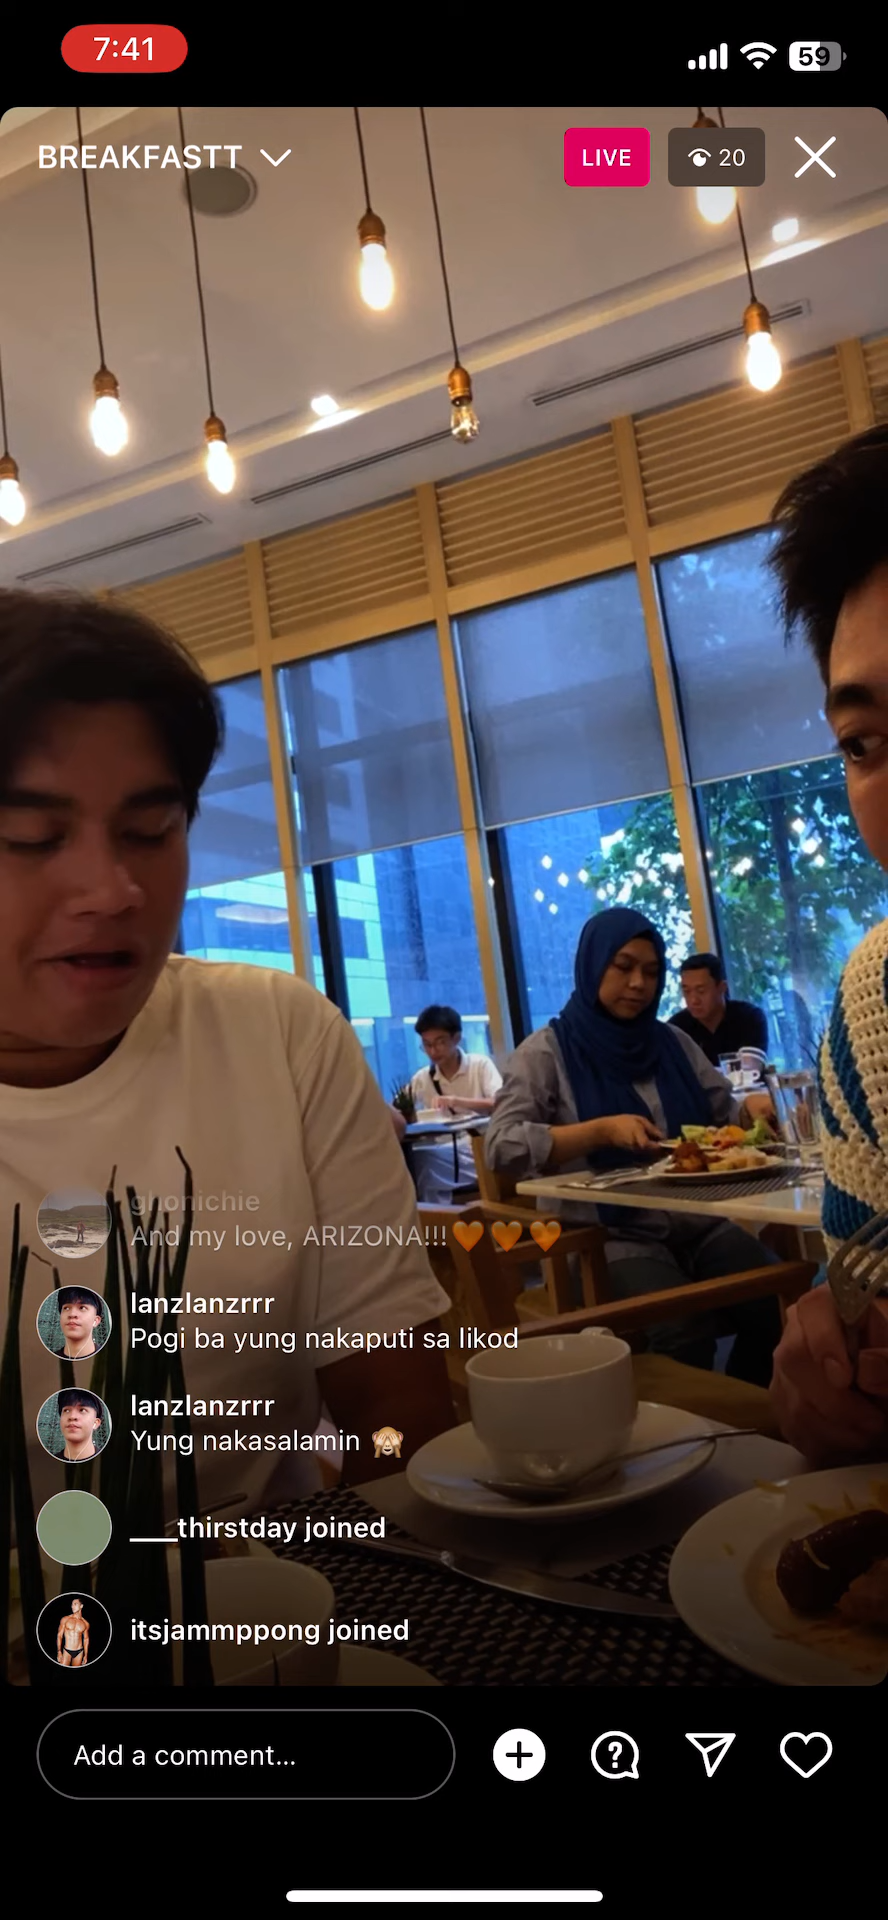 7:41
59
BREAKFASTT
LIVE
20
ghonichie
And my love, ARIZONA!!!🧡🧡🧡
lanzlanzrrr
Pogi ba yung nakaputi sa likod
lanzlanzrrr
Yung nakasalamin 🙈
___thirstday joined
itsjammppong joined
Add a comment...